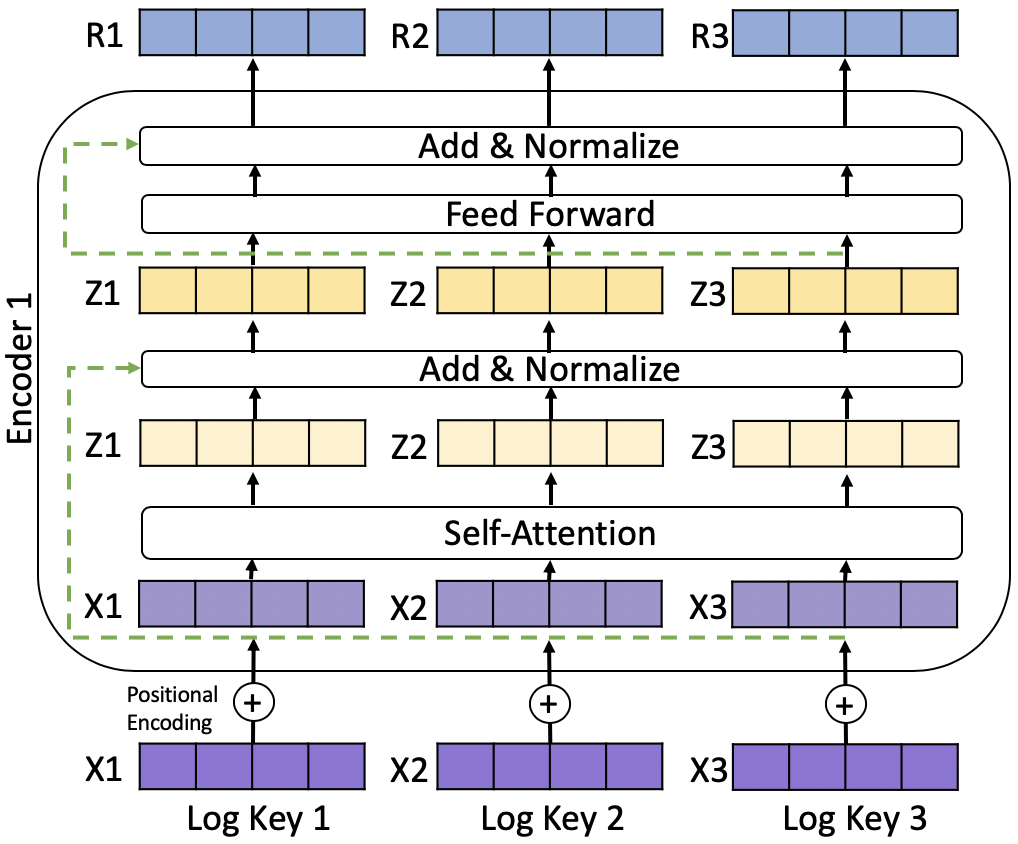 R1 R2 R3
Add & Normalize
Feed Forward
Z1 Z2 Z3
Encoder 1
Add & Normalize
Z1 Z2 Z3
Self-Attention
X1 X2 X3
Positional
Encoding
+ + +
X1 X2 X3
Log Key 1 Log Key 2 Log Key 3